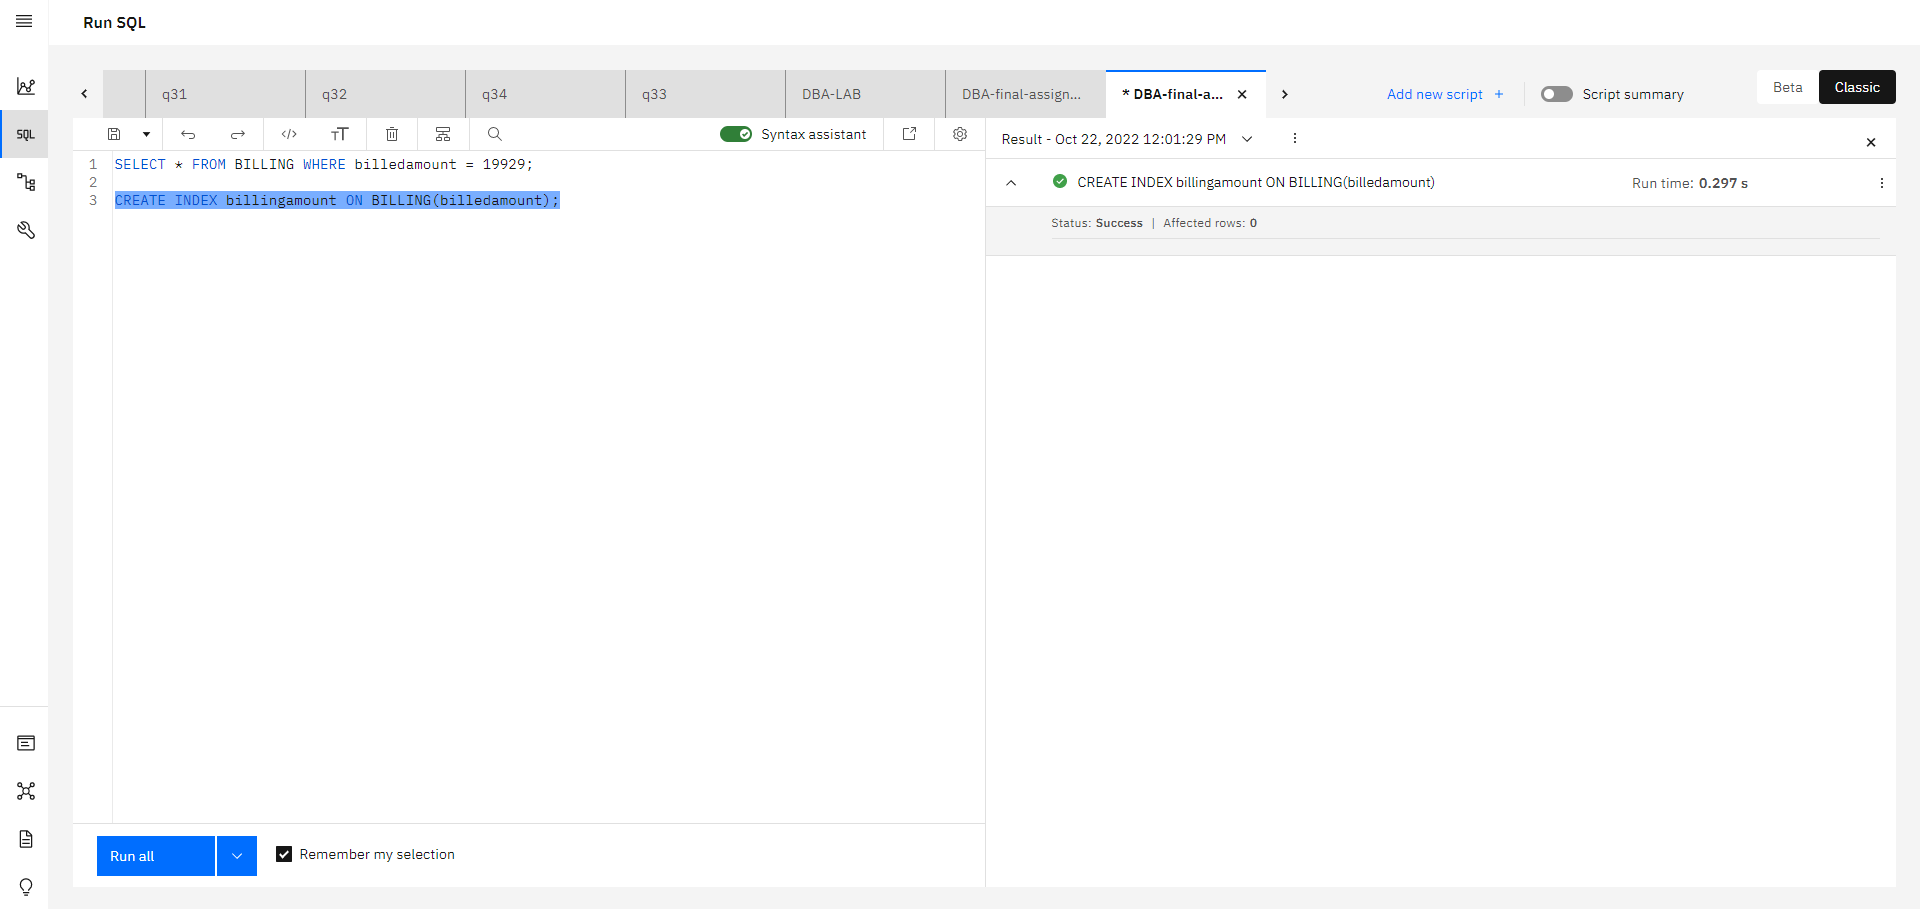 Run SQL
q31
q32
q34
q33
DBA-LAB
DBA-final-assign...
* DBA-final-a...
Add new script +
Script summary
Beta
Classic
SQL
Syntax assistant
1 SELECT * FROM BILLING WHERE billedamount = 19929;
2
3 CREATE INDEX billingamount ON BILLING(billedamount);
Result - Oct 22, 2022 12:01:29 PM
CREATE INDEX billingamount ON BILLING(billedamount)
Run time: 0.297 s
Status: Success | Affected rows: 0
Run all
Remember my selection